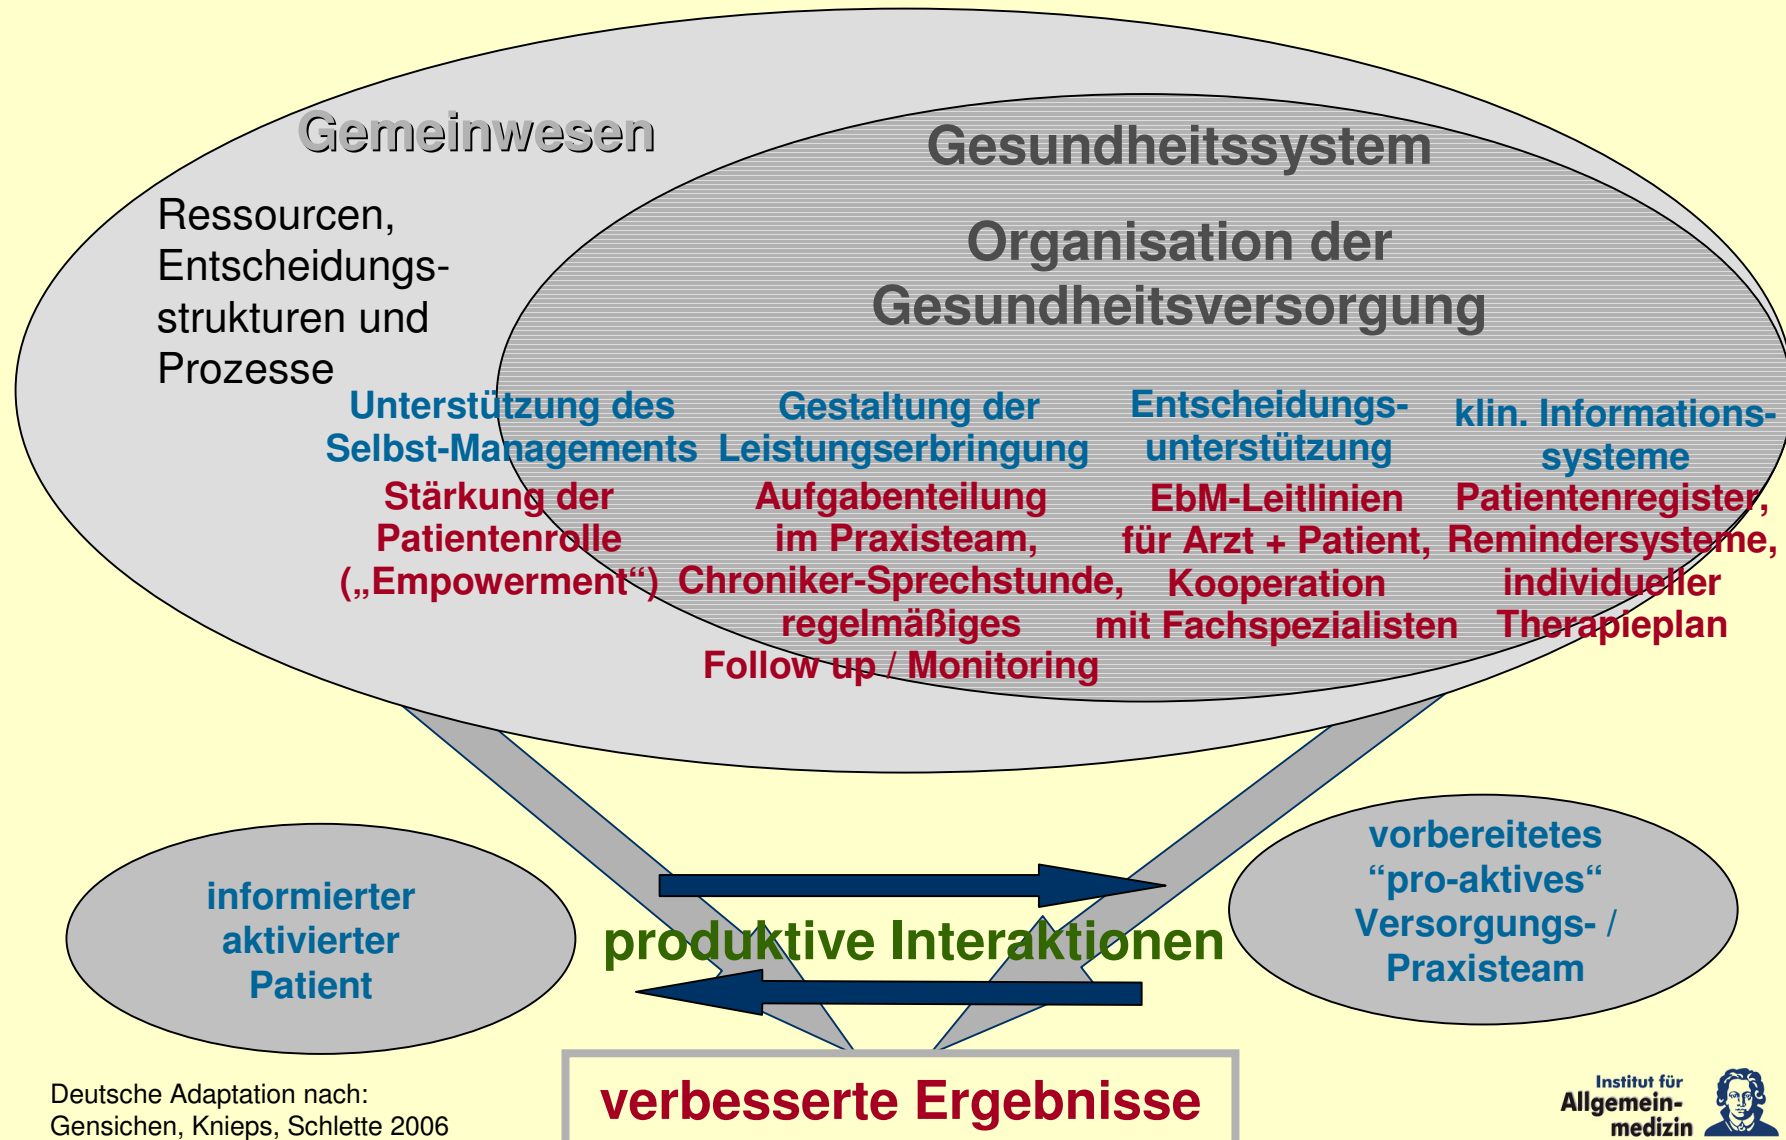 Gemeinwesen
Gesundheitssystem
Ressourcen,
Entscheidungs-
strukturen und
Prozesse
Organisation der
Gesundheitsversorgung
Unterstützung des
Selbst-Managements
Stärkung der
Patientenrolle
(„Empowerment“)
Gestaltung der
Leistungserbringung
Aufgabenteilung
im Praxisteam,
Chroniker-Sprechstunde,
regelmäßiges
Follow up / Monitoring
Entscheidungs-
unterstützung
EbM-Leitlinien
für Arzt + Patient,
Kooperation
mit Fachspezialisten
klin. Informations-
systeme
Patientenregister,
Remindersysteme,
individueller
Therapieplan
informierter
aktivierter
Patient
produktive Interaktionen
vorbereitetes
“pro-aktives“
Versorgungs- /
Praxisteam
verbesserte Ergebnisse
Deutsche Adaptation nach:
Gensichen, Knieps, Schlette 2006
Institut für
Allgemein-
medizin